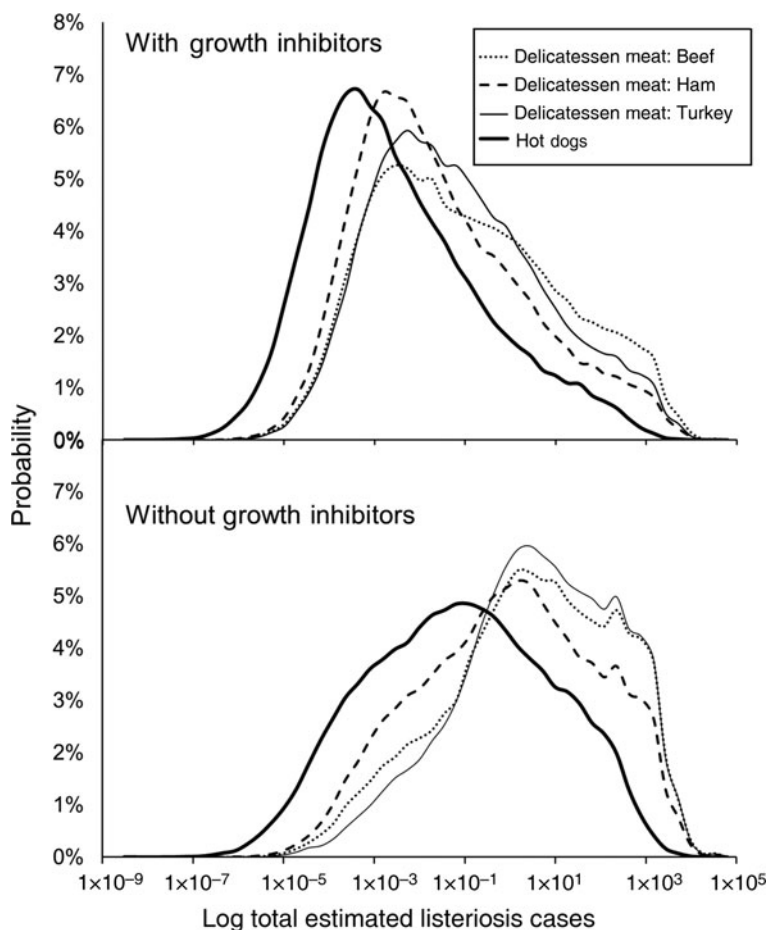 8%
With growth inhibitors
Delicatessen meat: Beef
Delicatessen meat: Ham
Delicatessen meat: Turkey
Hot dogs
7%
6%
5%
4%
3%
2%
1%
0%
Probability
Without growth inhibitors
7%
6%
5%
4%
3%
2%
1%
0%
1×10⁻⁹ 1×10⁻⁷ 1×10⁻⁵ 1×10⁻³ 1×10⁻¹ 1×10¹ 1×10³ 1×10⁵
Log total estimated listeriosis cases